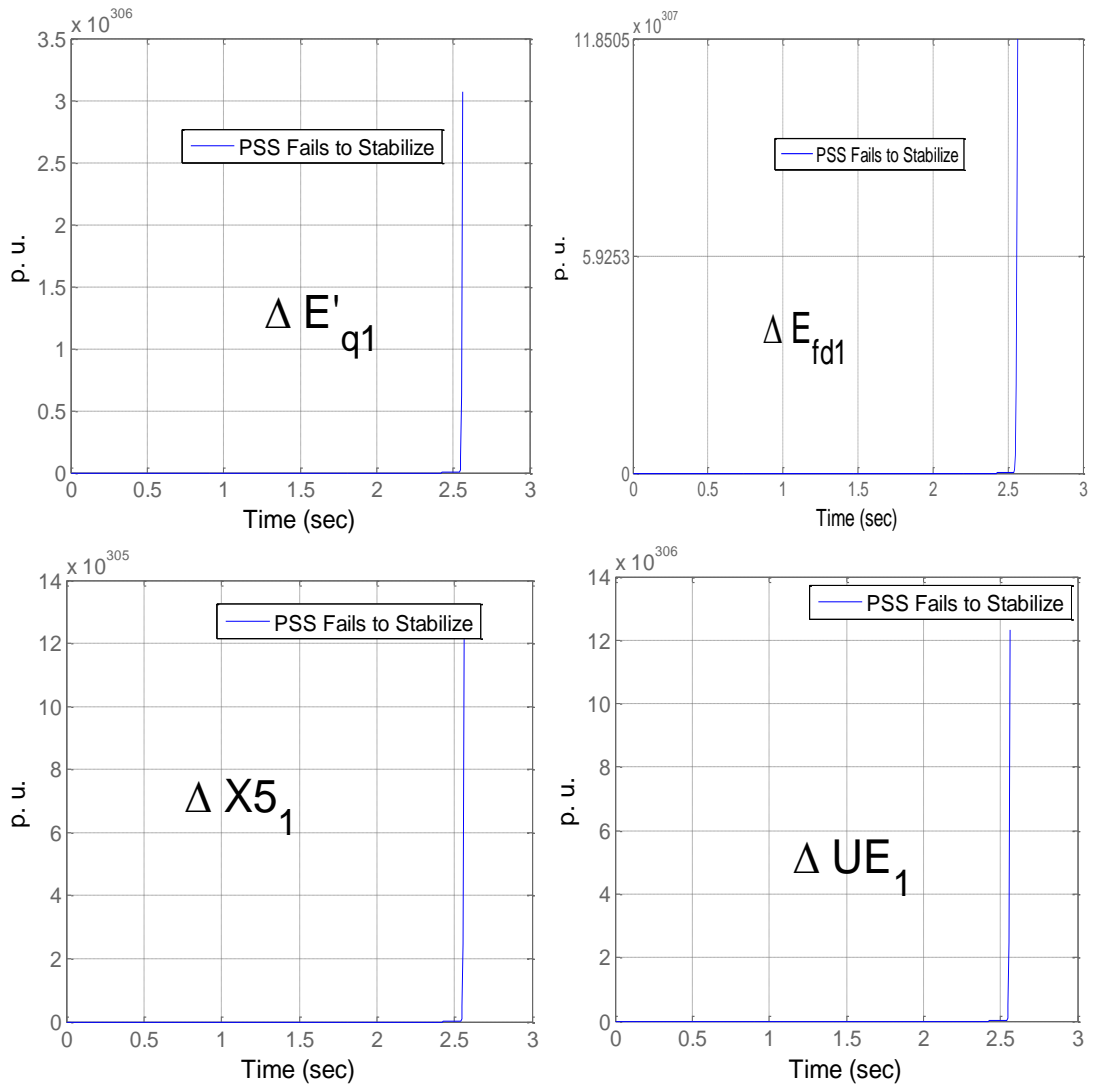 x 10^306
3.5
3
2.5
2
1.5
1
0.5
0
p. u.
PSS Fails to Stabilize
Δ E'q1
0 0.5 1 1.5 2 2.5 3
Time (sec)
x 10^307
11.8505
5.9253
0
p. u.
PSS Fails to Stabilize
Δ Efd1
0 0.5 1 1.5 2 2.5 3
Time (sec)
x 10^305
14
12
10
8
6
4
2
0
p. u.
PSS Fails to Stabilize
Δ X5_1
0 0.5 1 1.5 2 2.5 3
Time (sec)
x 10^306
14
12
10
8
6
4
2
0
p. u.
PSS Fails to Stabilize
Δ UE_1
0 0.5 1 1.5 2 2.5 3
Time (sec)